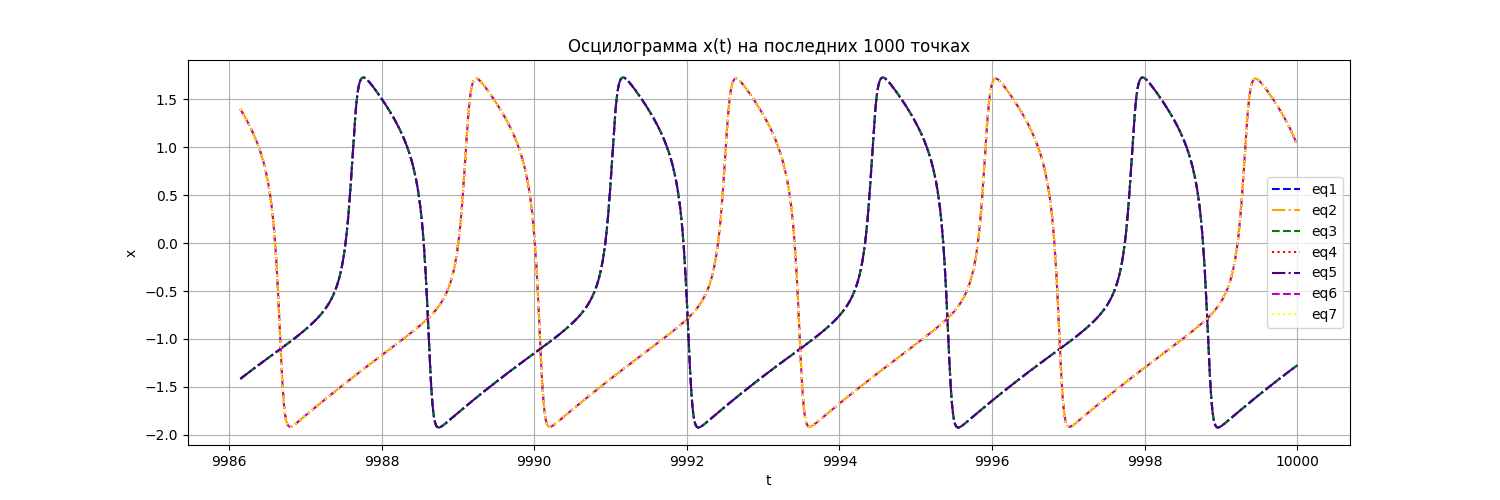 Осцилограмма x(t) на последних 1000 точках
x
1.5
1.0
0.5
0.0
−0.5
−1.0
−1.5
−2.0
eq1
eq2
eq3
eq4
eq5
eq6
eq7
9986 9988 9990 9992 9994 9996 9998 10000
t